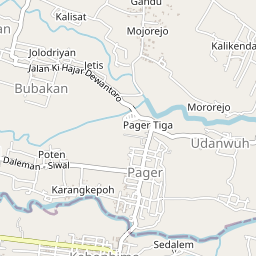 Gandu
Kalisat
Mojorejo
Jolodriyan
Jetis
Kalikenda
Jalan Ki Hajar Dewantoro
Bubakan
Mororejo
Pager Tiga
Udanwuh
Poten
Daleman - Siwal
Pager
Karangkepoh
Sedalem